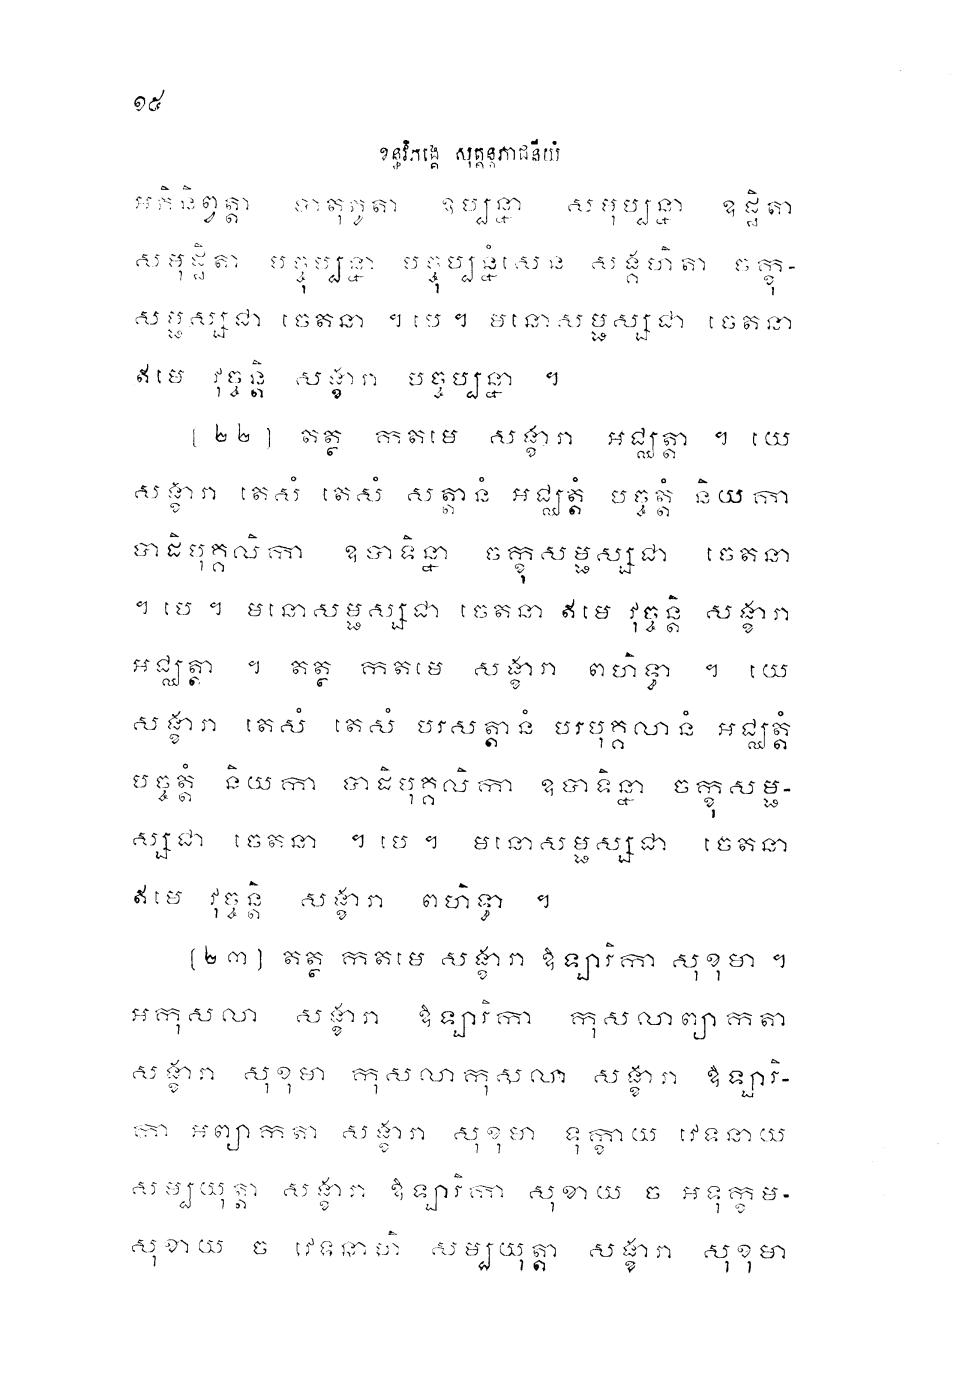 ១៥
ខន្ធវិភង្គេ សុត្តន្តភាជនីយំ
អភិនិព្វត្តា បាតុភូតា ឧប្បន្នា សមុប្បន្នា ឧដ្ឋិតា
សមុដ្ឋិតា បច្ចុប្បន្នា បច្ចុប្បន្នំសេន សង្គហិតា ចក្ខុ-
សម្ផស្សជា ចេតនា ។ បេ ។ មនោសម្ផស្សជា ចេតនា
ឥមេ វុច្ចន្តិ សង្ខារា បច្ចុប្បន្នា ។
(២២) តត្ថ កតមេ សង្ខារា អជ្ឈត្តា ។ យេ
សង្ខារា តេសំ តេសំ សត្តានំ អជ្ឈត្តំ បច្ចត្តំ និយកា
បាដិបុគ្គលិកា ឧបាទិន្នា ចក្ខុសម្ផស្សជា ចេតនា
។ បេ ។ មនោសម្ផស្សជា ចេតនា ឥមេ វុច្ចន្តិ សង្ខារា
អជ្ឈត្តា ។ តត្ថ កតមេ សង្ខារា ពហិទ្ធា ។ យេ
សង្ខារា តេសំ តេសំ បរសត្តានំ បរបុគ្គលានំ អជ្ឈត្តំ
បច្ចត្តំ និយកា បាដិបុគ្គលិកា ឧបាទិន្នា ចក្ខុសម្ផ-
ស្សជា ចេតនា ។ បេ ។ មនោសម្ផស្សជា ចេតនា
ឥមេ វុច្ចន្តិ សង្ខារា ពហិទ្ធា ។
(២៣) តត្ថ កតមេ សង្ខារា ឱឡារិកា សុខុមា ។
អកុសលា សង្ខារា ឱឡារិកា កុសលាព្យាកតា
សង្ខារា សុខុមា កុសលាកុសលា សង្ខារា ឱឡារិ-
កា អព្យាកតា សង្ខារា សុខុមា ទុក្ខាយ វេទនាយ
សម្បយុត្តា សង្ខារា ឱឡារិកា សុខាយ ច អទុក្ខម-
សុខាយ ច វេទនាហិ សម្បយុត្តា សង្ខារា សុខុមា